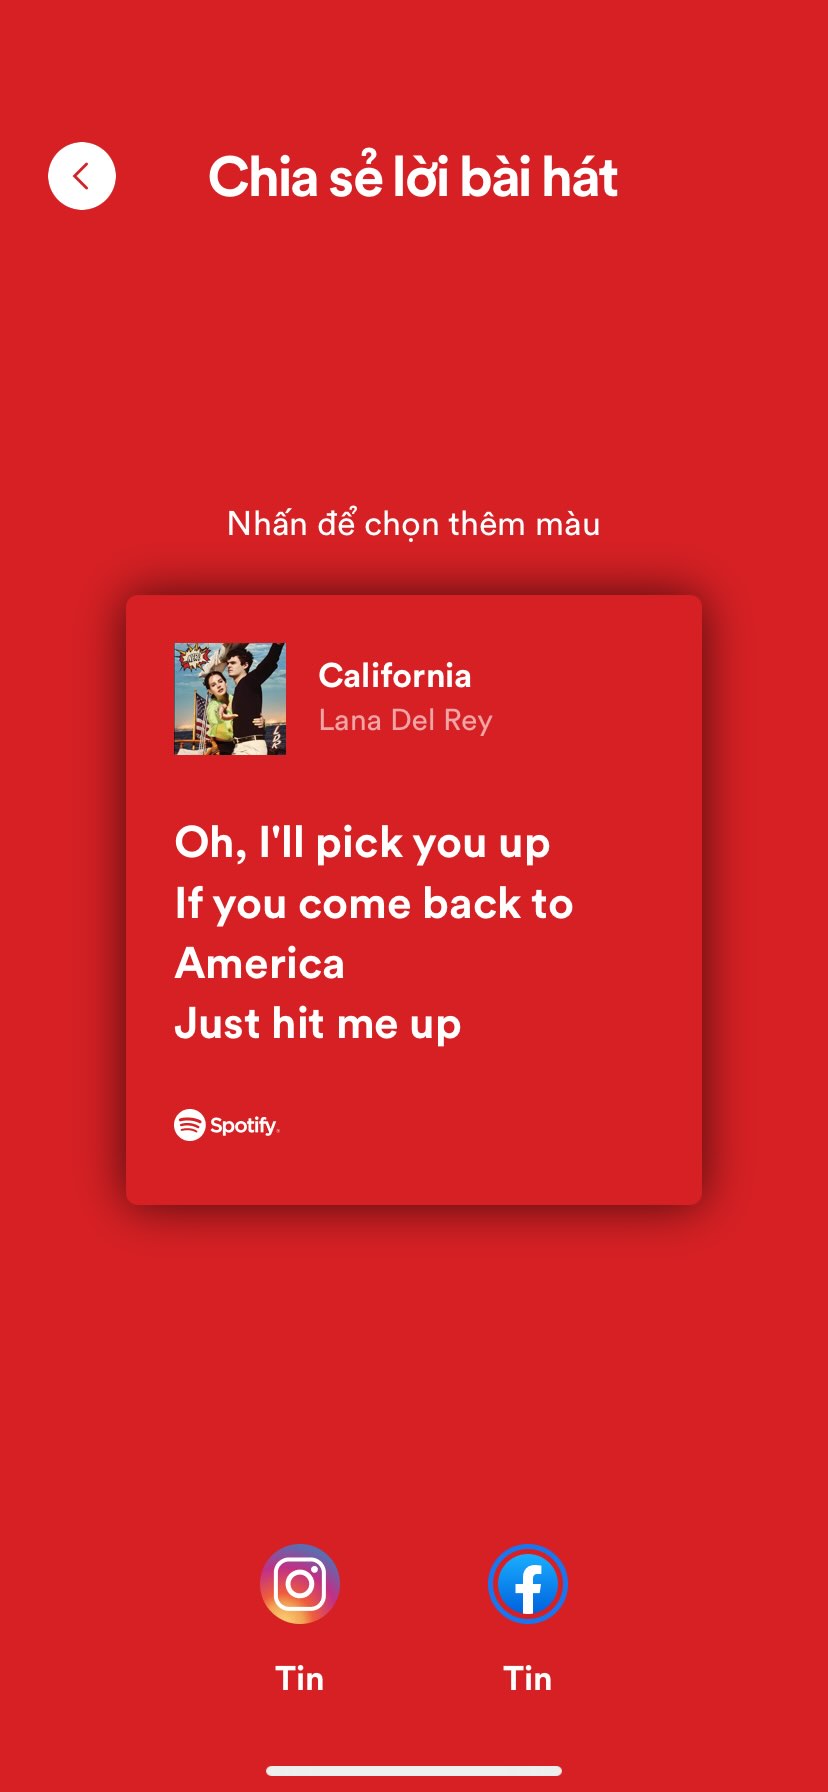 Chia sẻ lời bài hát
Nhấn để chọn thêm màu
California
Lana Del Rey
Oh, I'll pick you up
If you come back to
America
Just hit me up
Spotify
Tin
Tin